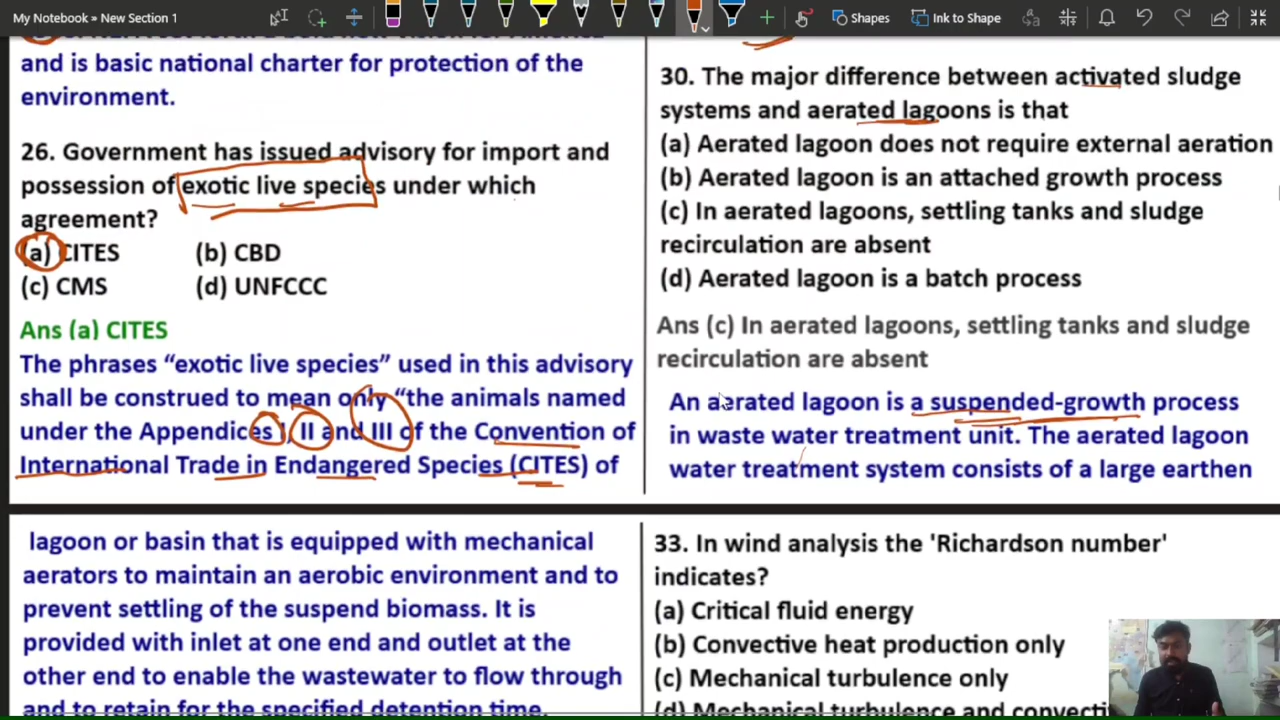 My Notebook » New Section 1
Shapes
Ink to Shape
and is basic national charter for protection of the
environment.
26. Government has issued advisory for import and
possession of exotic live species under which
agreement?
(a) CITES (b) CBD
(c) CMS (d) UNFCCC
Ans (a) CITES
The phrases “exotic live species” used in this advisory
shall be construed to mean only “the animals named
under the Appendices I, II and III of the Convention of
International Trade in Endangered Species (CITES) of
30. The major difference between activated sludge
systems and aerated lagoons is that
(a) Aerated lagoon does not require external aeration
(b) Aerated lagoon is an attached growth process
(c) In aerated lagoons, settling tanks and sludge
recirculation are absent
(d) Aerated lagoon is a batch process
Ans (c) In aerated lagoons, settling tanks and sludge
recirculation are absent
An aerated lagoon is a suspended-growth process
in waste water treatment unit. The aerated lagoon
water treatment system consists of a large earthen
lagoon or basin that is equipped with mechanical
aerators to maintain an aerobic environment and to
prevent settling of the suspend biomass. It is
provided with inlet at one end and outlet at the
other end to enable the wastewater to flow through
and to retain for the specified detention time.
33. In wind analysis the 'Richardson number'
indicates?
(a) Critical fluid energy
(b) Convective heat production only
(c) Mechanical turbulence only
(d) Mechanical turbulence and